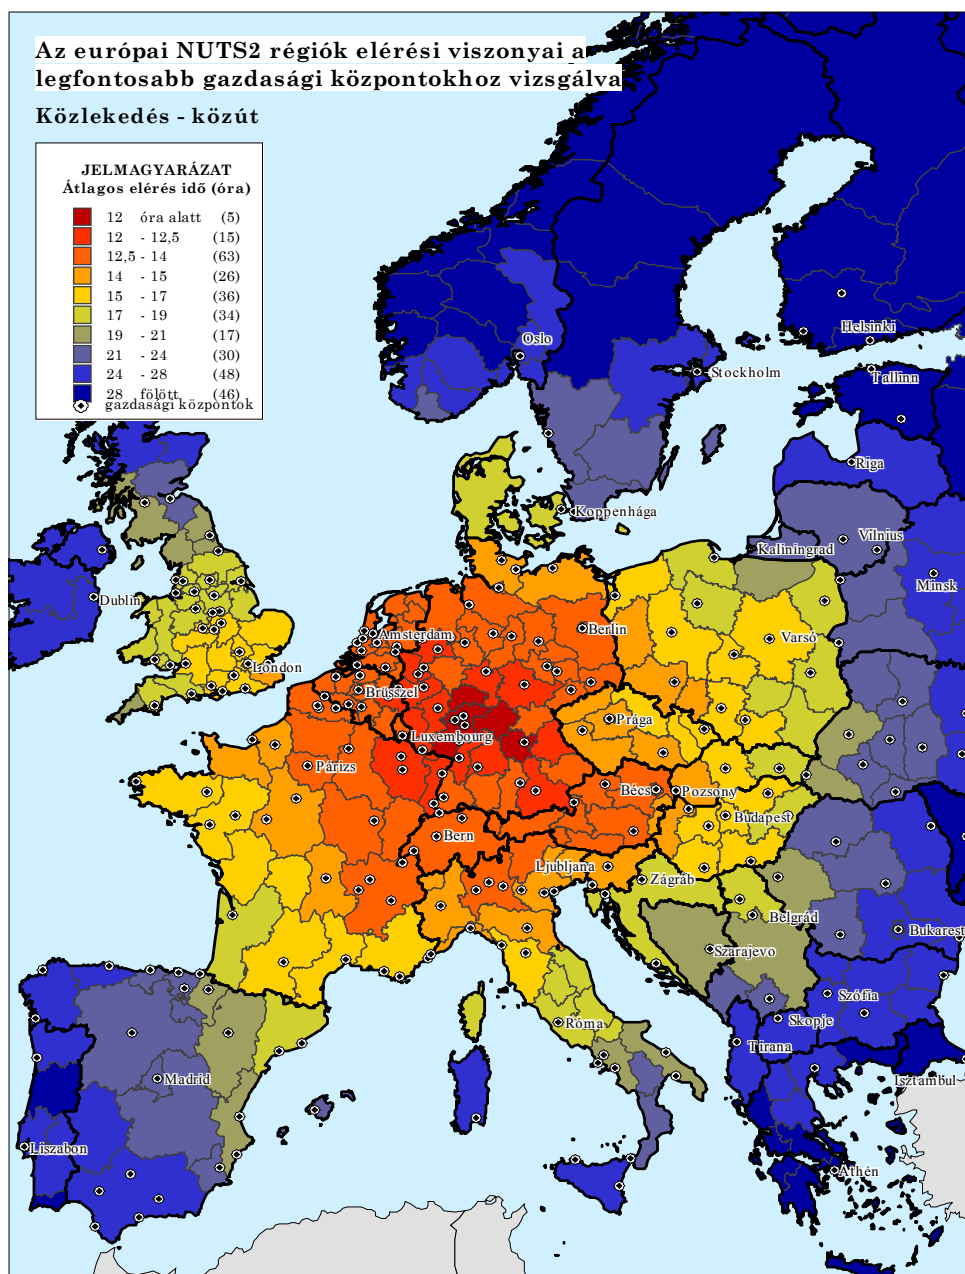 Az európai NUTS2 régiók elérési viszonyai a
legfontosabb gazdasági központokhoz vizsgálva
Közlekedés - közút
JELMAGYARÁZAT
Átlagos elérés idő (óra)
12 óra alatt (5)
12 - 12,5 (15)
12,5 - 14 (63)
14 - 15 (26)
15 - 17 (36)
17 - 19 (34)
19 - 21 (17)
21 - 24 (30)
24 - 28 (48)
28 fölött (46)
gazdasági központok
Oslo
Helsinki
Stockholm
Tallinn
Riga
Koppenhága
Vilnius
Kaliningrad
Minsk
Dublin
Amsterdam
Berlin
Varsó
London
Brüsszel
Prága
Luxembourg
Párizs
Bécs
Pozsony
Budapest
Bern
Ljubljana
Zágráb
Belgrád
Bukarest
Szarajevo
Szófia
Róma
Skopje
Tirana
Madrid
Isztambul
Liszabon
Athén